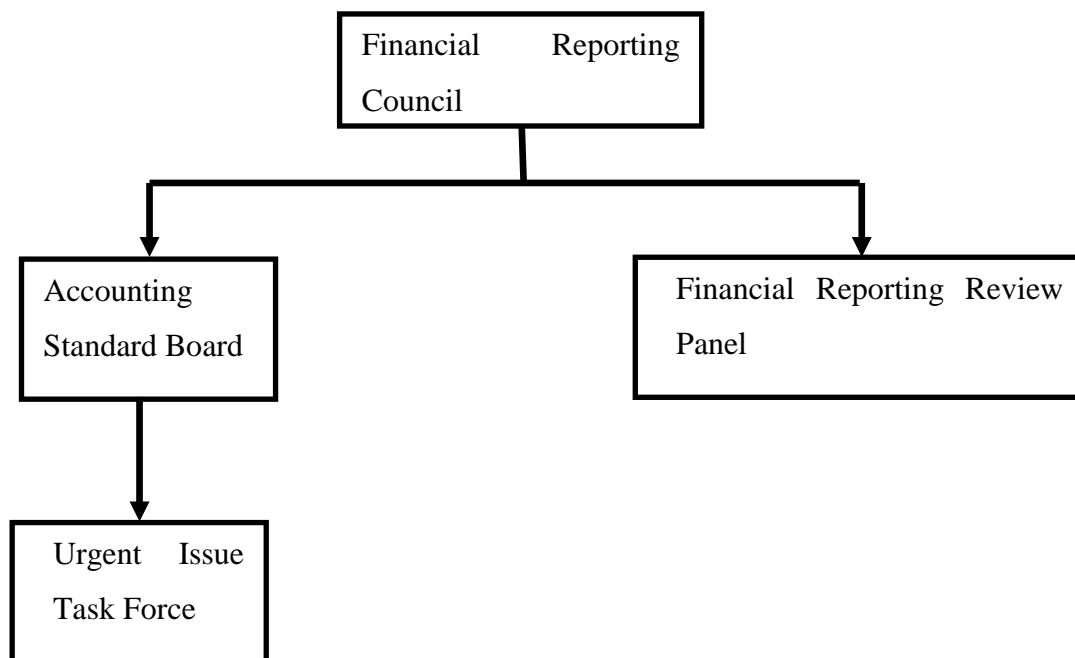 Financial Reporting
Council
Accounting
Standard Board
Financial Reporting Review
Panel
Urgent Issue
Task Force